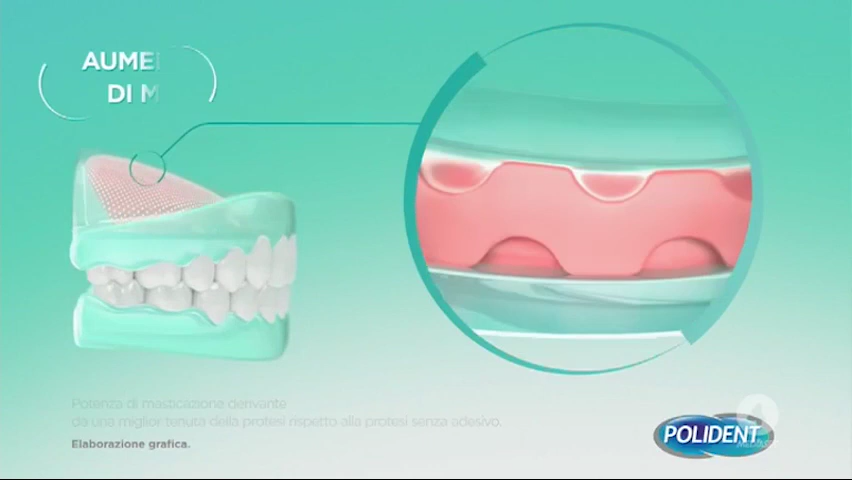 AUME
DI M
Potenza di masticazione derivante
da una miglior tenuta della protesi rispetto alla protesi senza adesivo.
Elaborazione grafica.
POLIDENT